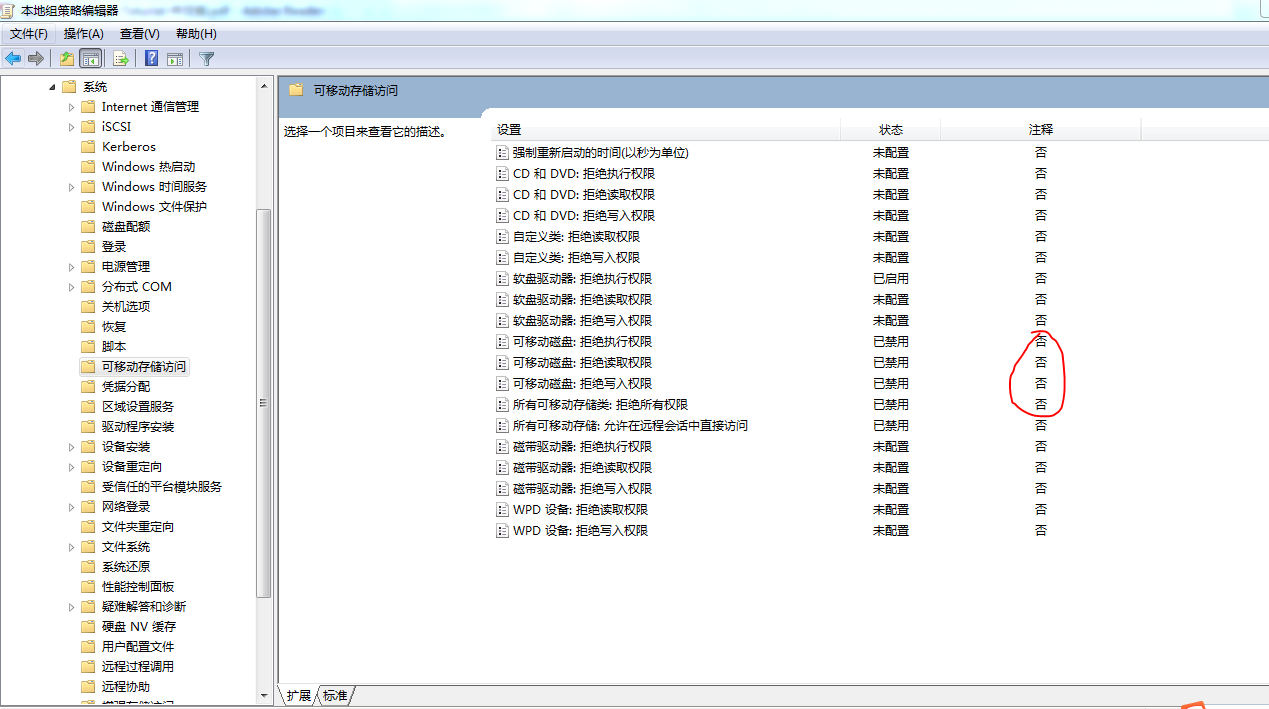 本地组策略编辑器
文件(F) 操作(A) 查看(V) 帮助(H)
系统
Internet 通信管理
iSCSI
Kerberos
Windows 热启动
Windows 时间服务
Windows 文件保护
磁盘配额
登录
电源管理
分布式 COM
关机选项
恢复
脚本
可移动存储访问
凭据分配
区域设置服务
驱动程序安装
设备安装
设备重定向
受信任的平台模块服务
网络登录
文件夹重定向
文件系统
系统还原
性能控制面板
疑难解答和诊断
硬盘 NV 缓存
用户配置文件
远程过程调用
远程协助
可移动存储访问
选择一个项目来查看它的描述。
设置 状态 注释
强制重新启动的时间(以秒为单位) 未配置 否
CD 和 DVD: 拒绝执行权限 未配置 否
CD 和 DVD: 拒绝读取权限 未配置 否
CD 和 DVD: 拒绝写入权限 未配置 否
自定义类: 拒绝读取权限 未配置 否
自定义类: 拒绝写入权限 未配置 否
软盘驱动器: 拒绝执行权限 已启用 否
软盘驱动器: 拒绝读取权限 未配置 否
软盘驱动器: 拒绝写入权限 未配置 否
可移动磁盘: 拒绝执行权限 已禁用 否
可移动磁盘: 拒绝读取权限 已禁用 否
可移动磁盘: 拒绝写入权限 已禁用 否
所有可移动存储类: 拒绝所有权限 已禁用 否
所有可移动存储: 允许在远程会话中直接访问 已禁用 否
磁带驱动器: 拒绝执行权限 未配置 否
磁带驱动器: 拒绝读取权限 未配置 否
磁带驱动器: 拒绝写入权限 未配置 否
WPD 设备: 拒绝读取权限 未配置 否
WPD 设备: 拒绝写入权限 未配置 否
扩展 标准